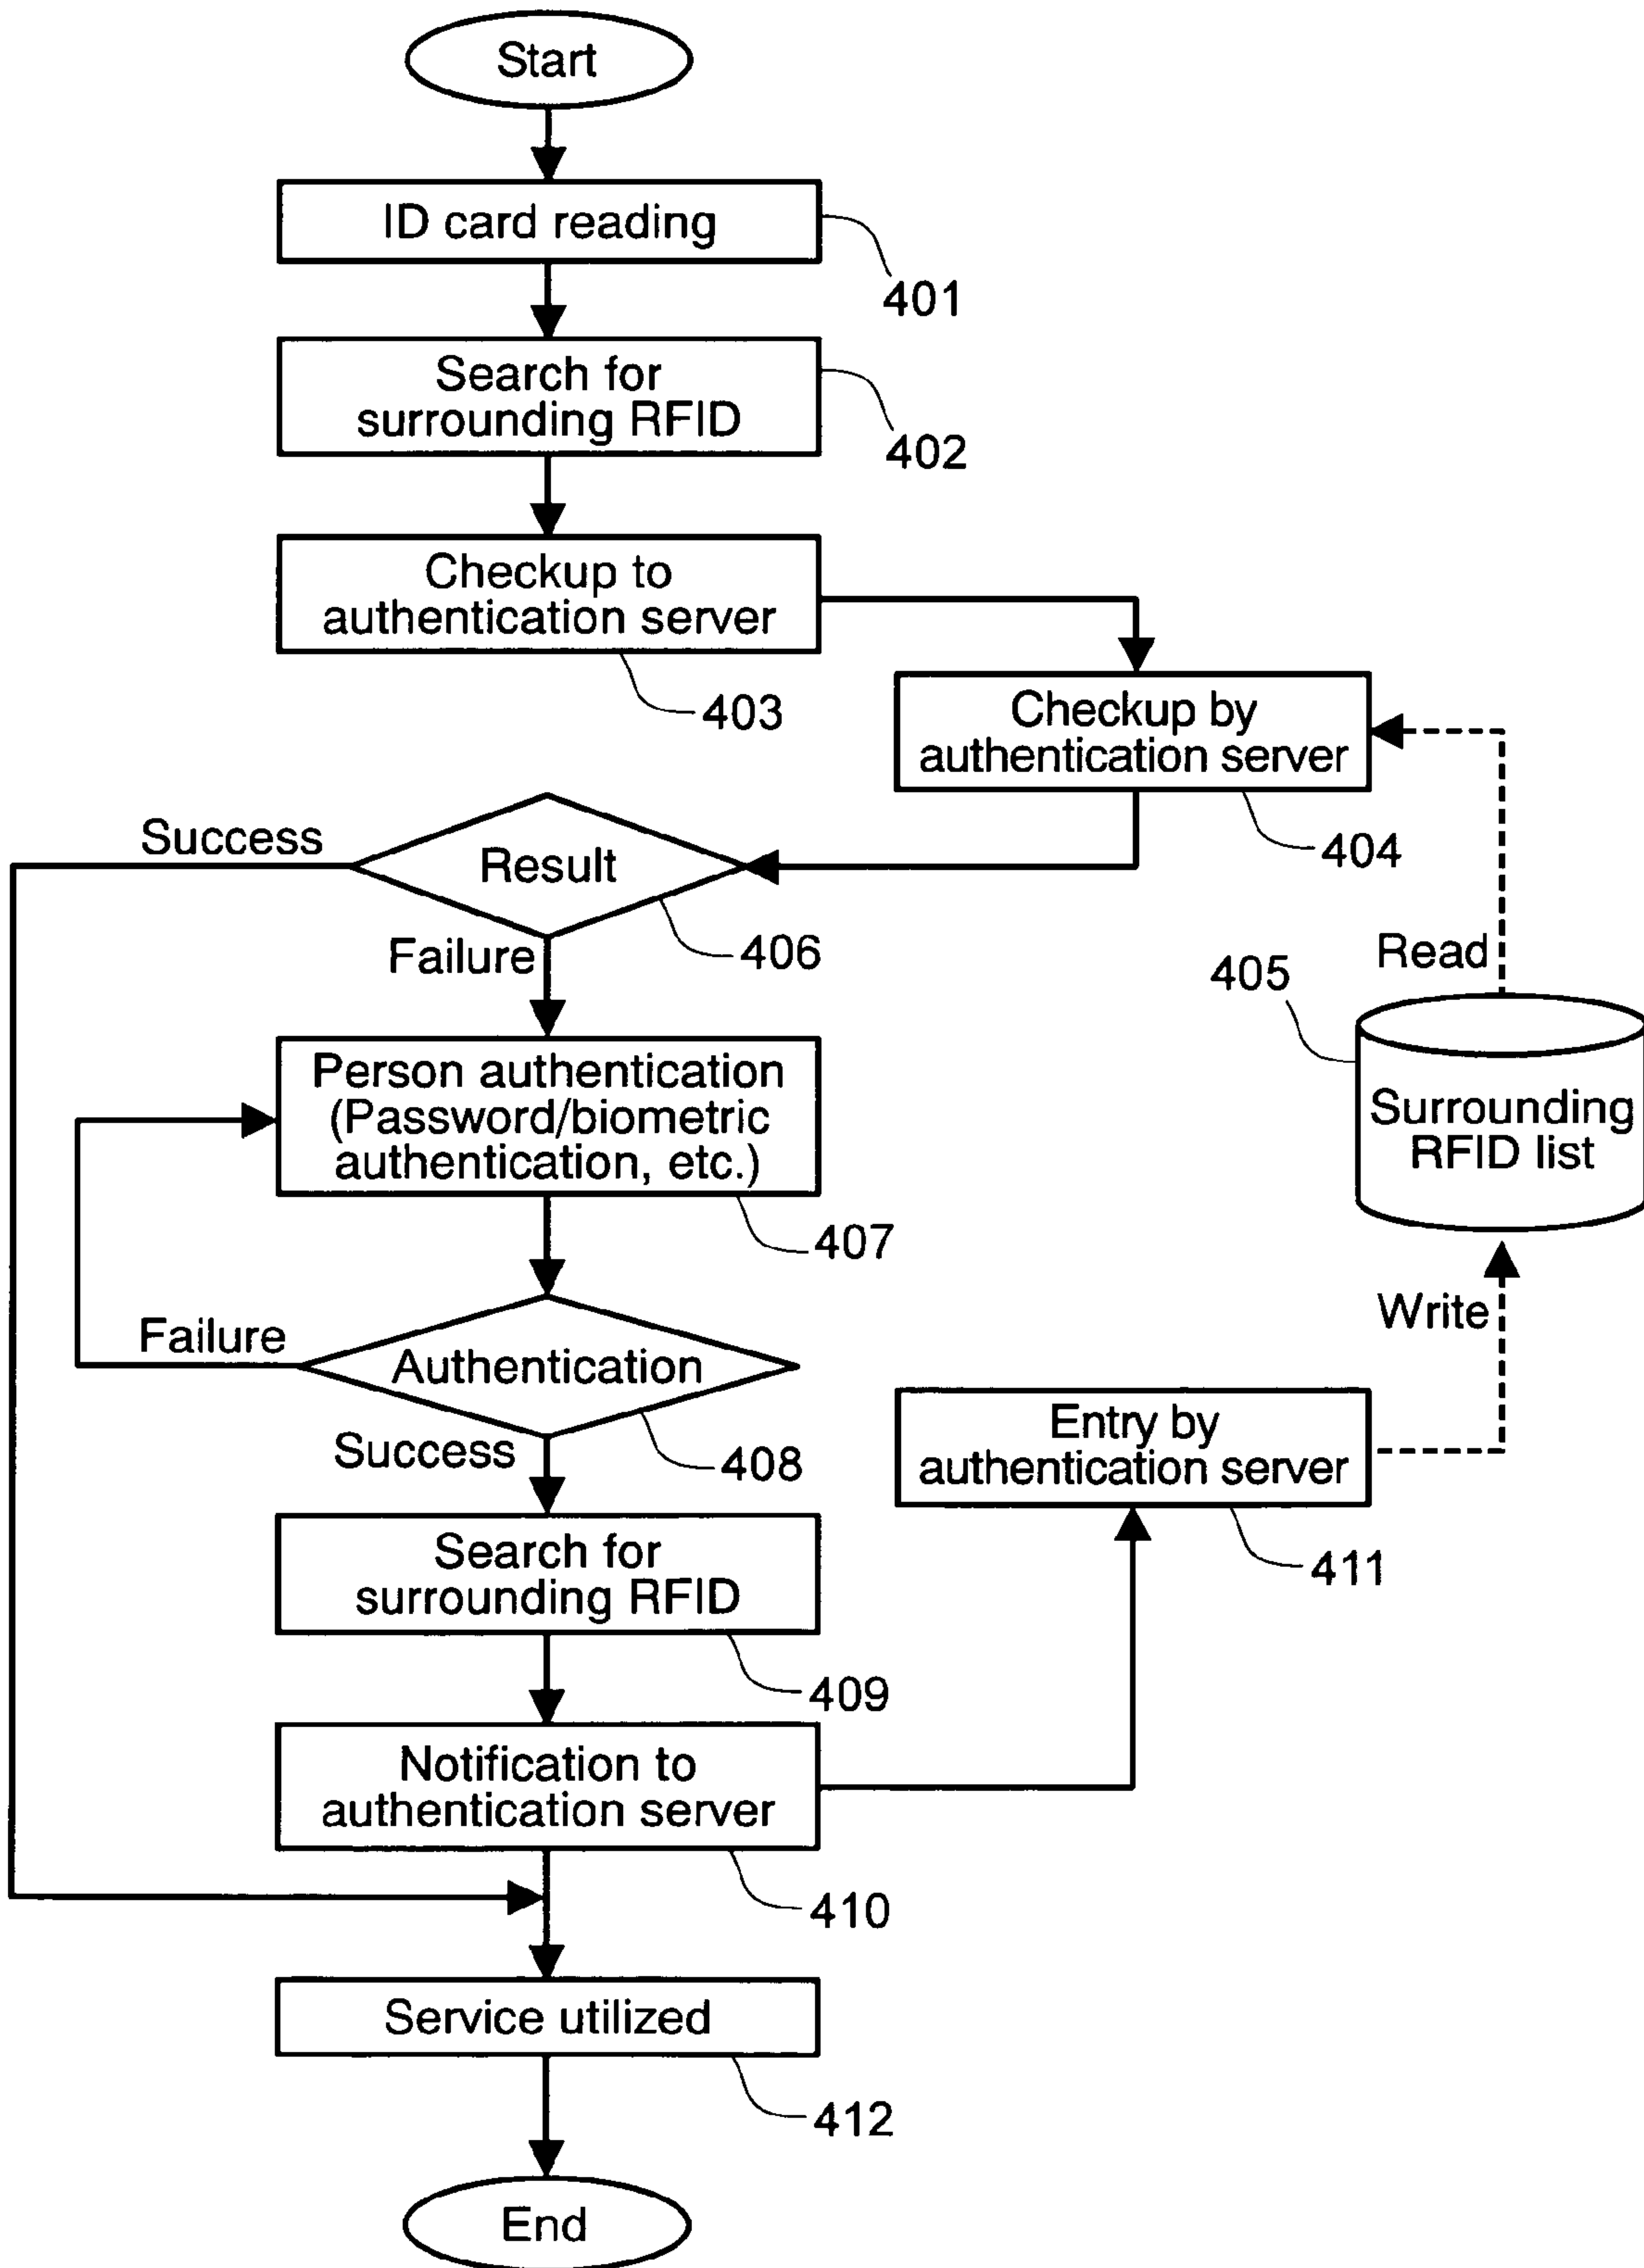 Start
ID card reading
401
Search for
surrounding RFID
402
Checkup to
authentication server
403
Checkup by
authentication server
404
Success
Result
406
Failure
Read
405
Surrounding
RFID list
Person authentication
(Password/biometric
authentication, etc.)
407
Write
Failure
Authentication
408
Success
Entry by
authentication server
411
Search for
surrounding RFID
409
Notification to
authentication server
410
Service utilized
412
End